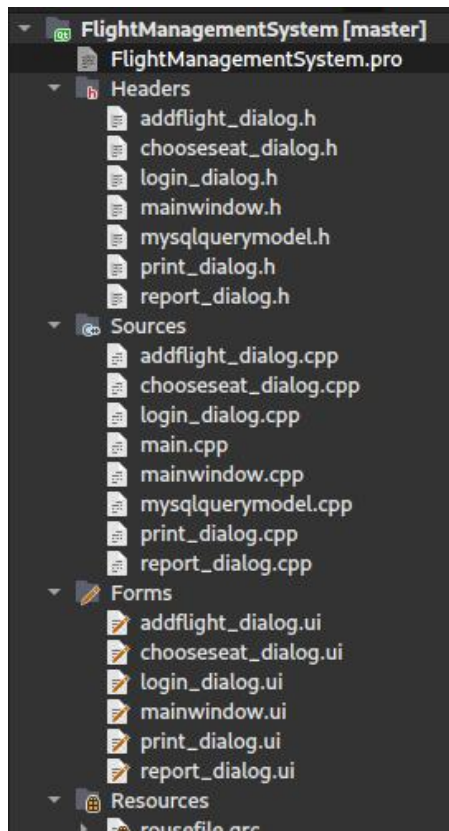 FlightManagementSystem [master]
FlightManagementSystem.pro
Headers
addflight_dialog.h
chooseseat_dialog.h
login_dialog.h
mainwindow.h
mysqlquerymodel.h
print_dialog.h
report_dialog.h
Sources
addflight_dialog.cpp
chooseseat_dialog.cpp
login_dialog.cpp
main.cpp
mainwindow.cpp
mysqlquerymodel.cpp
print_dialog.cpp
report_dialog.cpp
Forms
addflight_dialog.ui
chooseseat_dialog.ui
login_dialog.ui
mainwindow.ui
print_dialog.ui
report_dialog.ui
Resources
rousefile.qrc